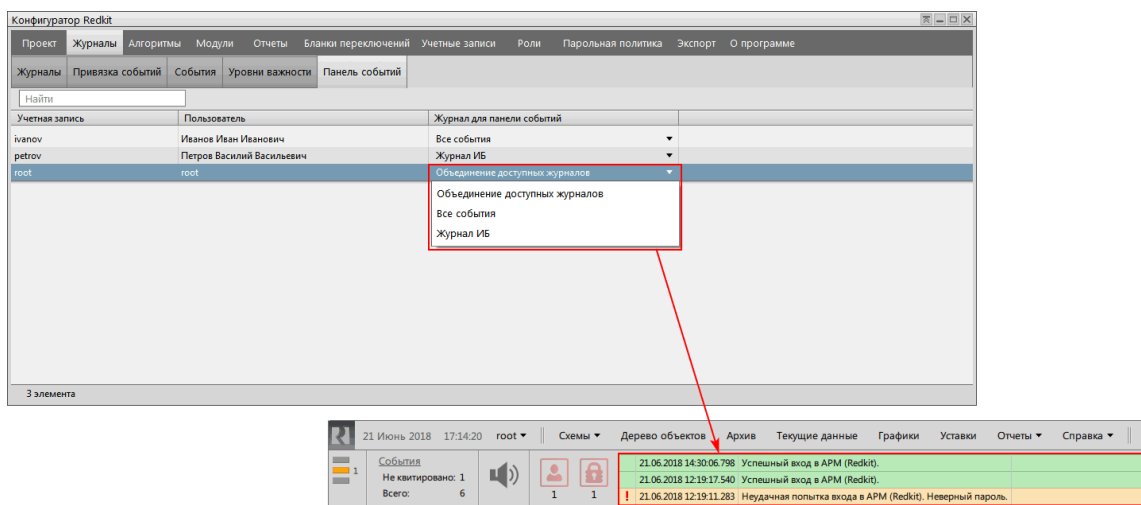 Конфигуратор Redkit
Проект Журналы Алгоритмы Модули Отчеты Бланки переключений Учетные записи Роли Парольная политика Экспорт О программе
Журналы Привязка событий События Уровни важности Панель событий
Найти
Учетная запись Пользователь Журнал для панели событий
ivanov Иванов Иван Иванович Все события
petrov Петров Василий Васильевич Журнал ИБ
root root Объединение доступных журналов
Объединение доступных журналов
Все события
Журнал ИБ
3 элемента
21 Июнь 2018 17:14:20 root Схемы Дерево объектов Архив Текущие данные Графики Уставки Отчеты Справка
События
1
Не квитировано: 1
Всего: 6
1 1
21.06.2018 14:30:06.798 Успешный вход в АРМ (Redkit).
21.06.2018 12:19:17.540 Успешный вход в АРМ (Redkit).
! 21.06.2018 12:19:11.283 Неудачная попытка входа в АРМ (Redkit). Неверный пароль.